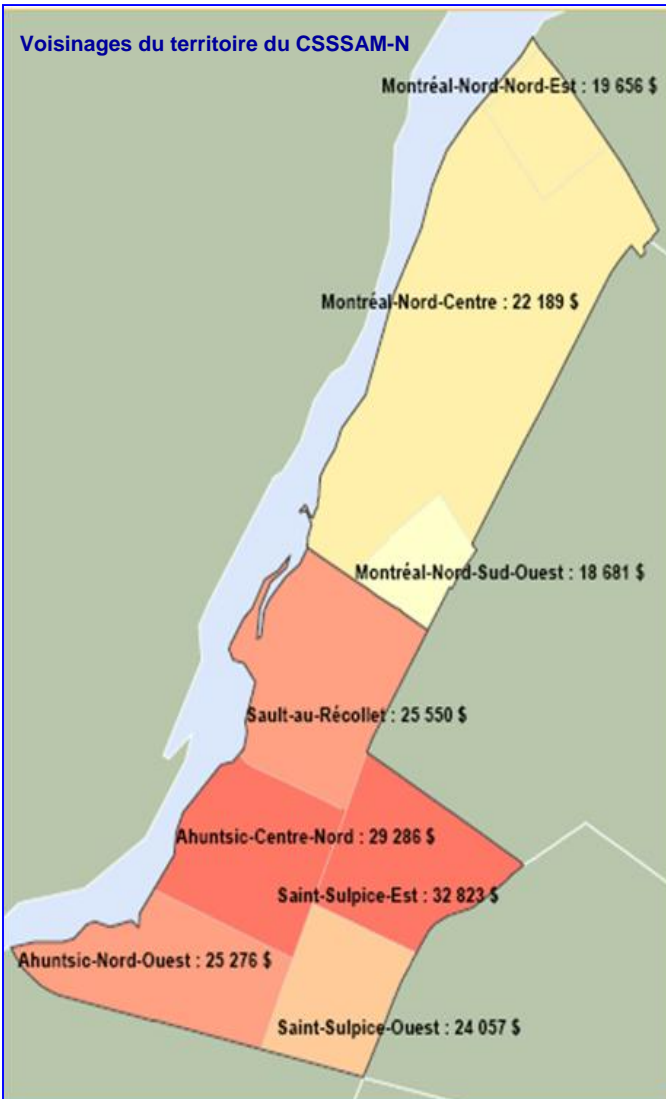 Voisinages du territoire du CSSSAM-N
Montréal-Nord-Nord-Est : 19 656 $
Montréal-Nord-Centre : 22 189 $
Montréal-Nord-Sud-Ouest : 18 681 $
Sault-au-Récollet : 25 550 $
Ahuntsic-Centre-Nord : 29 286 $
Saint-Sulpice-Est : 32 823 $
Ahuntsic-Nord-Ouest : 25 276 $
Saint-Sulpice-Ouest : 24 057 $